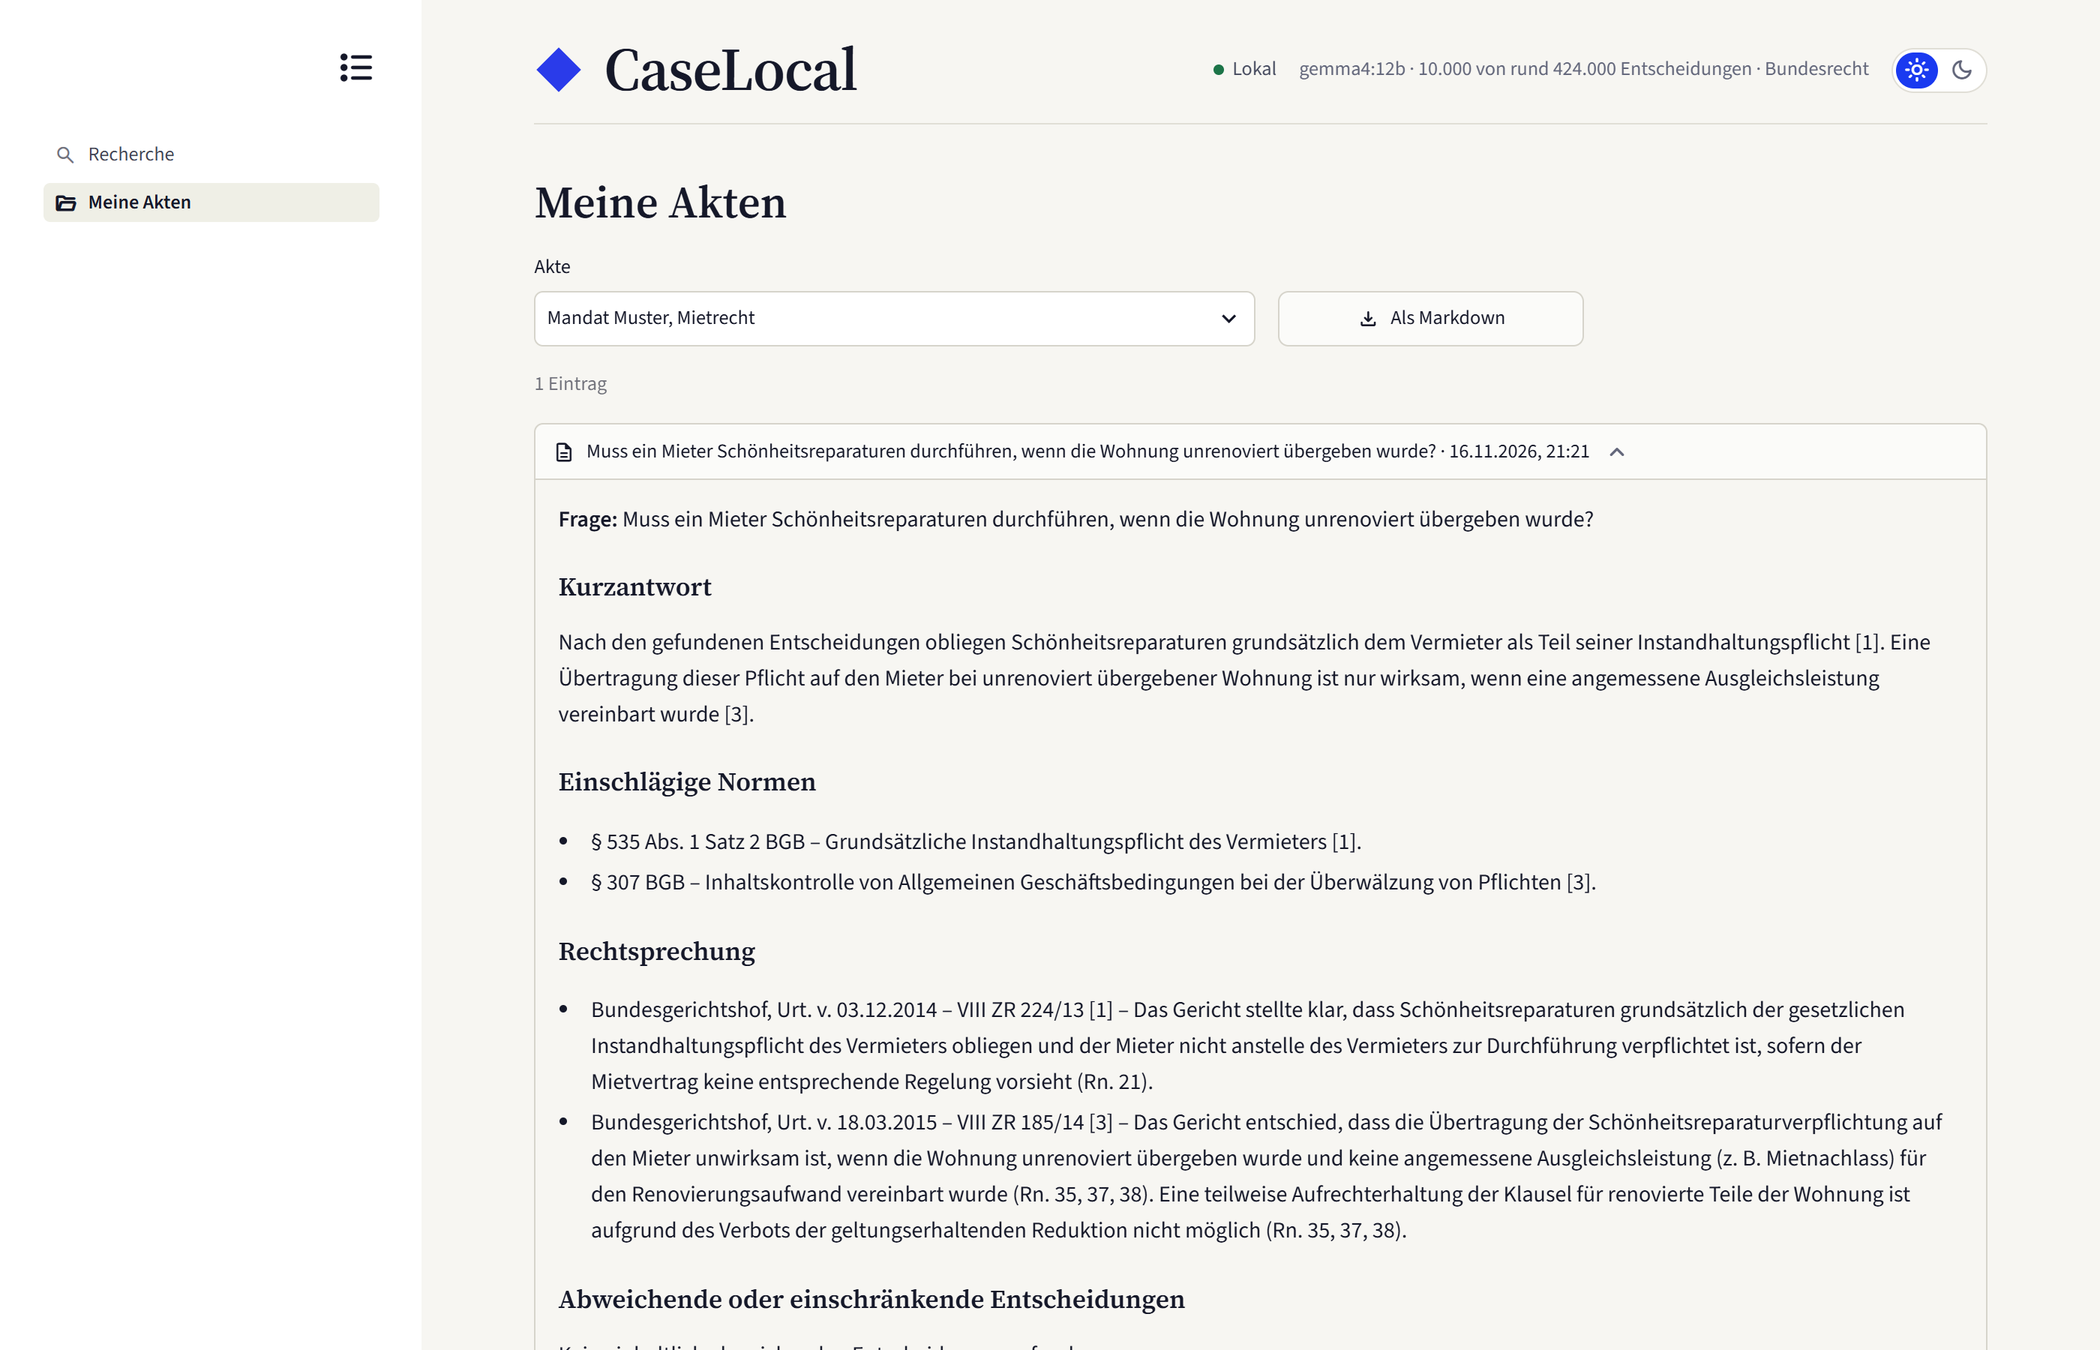 CaseLocal
Lokal gemma4:12b · 10.000 von rund 424.000 Entscheidungen · Bundesrecht
Recherche
Meine Akten
Meine Akten
Akte
Mandat Muster, Mietrecht
Als Markdown
1 Eintrag
Muss ein Mieter Schönheitsreparaturen durchführen, wenn die Wohnung unrenoviert übergeben wurde? · 16.11.2026, 21:21
Frage: Muss ein Mieter Schönheitsreparaturen durchführen, wenn die Wohnung unrenoviert übergeben wurde?
Kurzantwort
Nach den gefundenen Entscheidungen obliegen Schönheitsreparaturen grundsätzlich dem Vermieter als Teil seiner Instandhaltungspflicht [1]. Eine
Übertragung dieser Pflicht auf den Mieter bei unrenoviert übergebener Wohnung ist nur wirksam, wenn eine angemessene Ausgleichsleistung
vereinbart wurde [3].
Einschlägige Normen
• § 535 Abs. 1 Satz 2 BGB – Grundsätzliche Instandhaltungspflicht des Vermieters [1].
• § 307 BGB – Inhaltskontrolle von Allgemeinen Geschäftsbedingungen bei der Überwälzung von Pflichten [3].
Rechtsprechung
• Bundesgerichtshof, Urt. v. 03.12.2014 – VIII ZR 224/13 [1] – Das Gericht stellte klar, dass Schönheitsreparaturen grundsätzlich der gesetzlichen
Instandhaltungspflicht des Vermieters obliegen und der Mieter nicht anstelle des Vermieters zur Durchführung verpflichtet ist, sofern der
Mietvertrag keine entsprechende Regelung vorsieht (Rn. 21).
• Bundesgerichtshof, Urt. v. 18.03.2015 – VIII ZR 185/14 [3] – Das Gericht entschied, dass die Übertragung der Schönheitsreparaturverpflichtung auf
den Mieter unwirksam ist, wenn die Wohnung unrenoviert übergeben wurde und keine angemessene Ausgleichsleistung (z. B. Mietnachlass) für
den Renovierungsaufwand vereinbart wurde (Rn. 35, 37, 38). Eine teilweise Aufrechterhaltung der Klausel für renovierte Teile der Wohnung ist
aufgrund des Verbots der geltungserhaltenden Reduktion nicht möglich (Rn. 35, 37, 38).
Abweichende oder einschränkende Entscheidungen